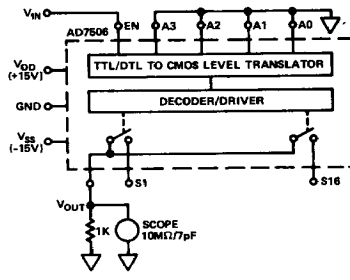 V1N
EN A3 A2 A1 A0
AD7506
TTL/DTL TO CMOS LEVEL TRANSLATOR
VDD
(+15V)
DECODER/DRIVER
GND
VSS
(-15V)
S1 S16
VOUT
SCOPE
10MΩ/7pF
1K